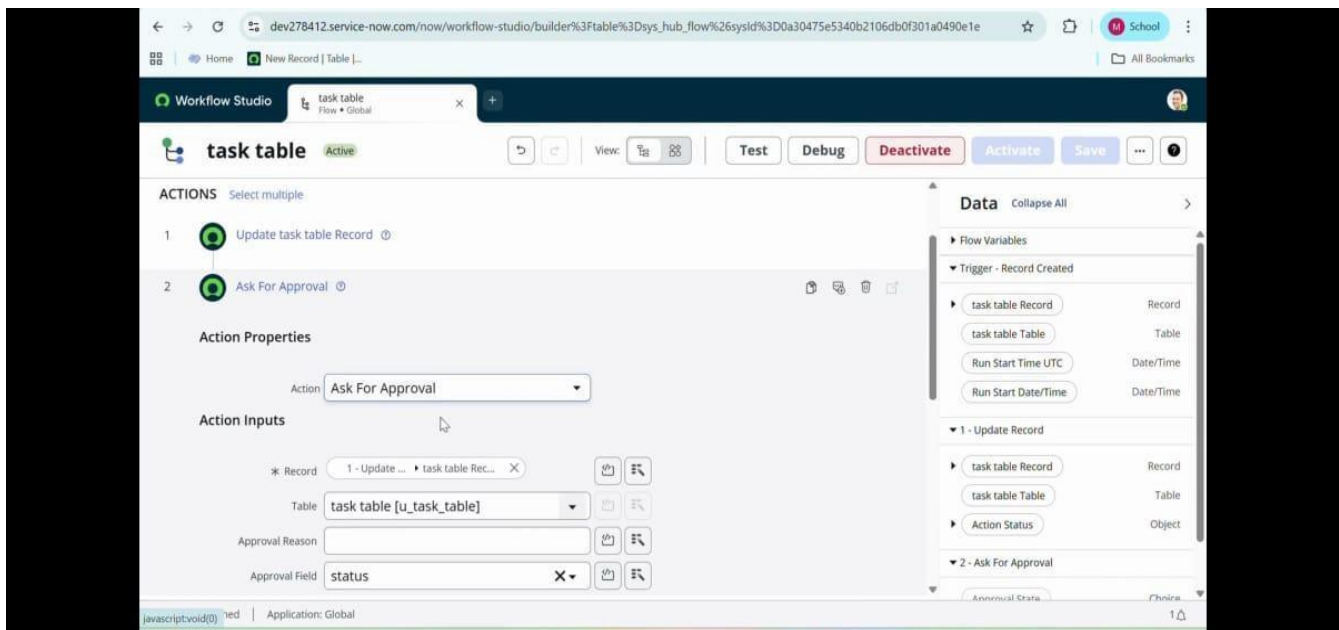 dev278412.service-now.com/now/workflow-studio/builder%3Ftable%3Dsys_hub_flow%26sysId%3D0a30475e5340b2106db0f301a0490e1e
M School
Home New Record | Table |...
All Bookmarks
Workflow Studio
task table
Flow • Global
task table Active
View:
Test Debug Deactivate Activate Save
ACTIONS Select multiple
1 Update task table Record
2 Ask For Approval
Action Properties
Action Ask For Approval
Action Inputs
* Record 1 - Update ... ▸ task table Rec... X
Table task table [u_task_table]
Approval Reason
Approval Field status
Data Collapse All
Flow Variables
Trigger - Record Created
task table Record Record
task table Table Table
Run Start Time UTC Date/Time
Run Start Date/Time Date/Time
1 - Update Record
task table Record Record
task table Table Table
Action Status Object
2 - Ask For Approval
Approval State Choice
javascript:void(0) Application: Global
1